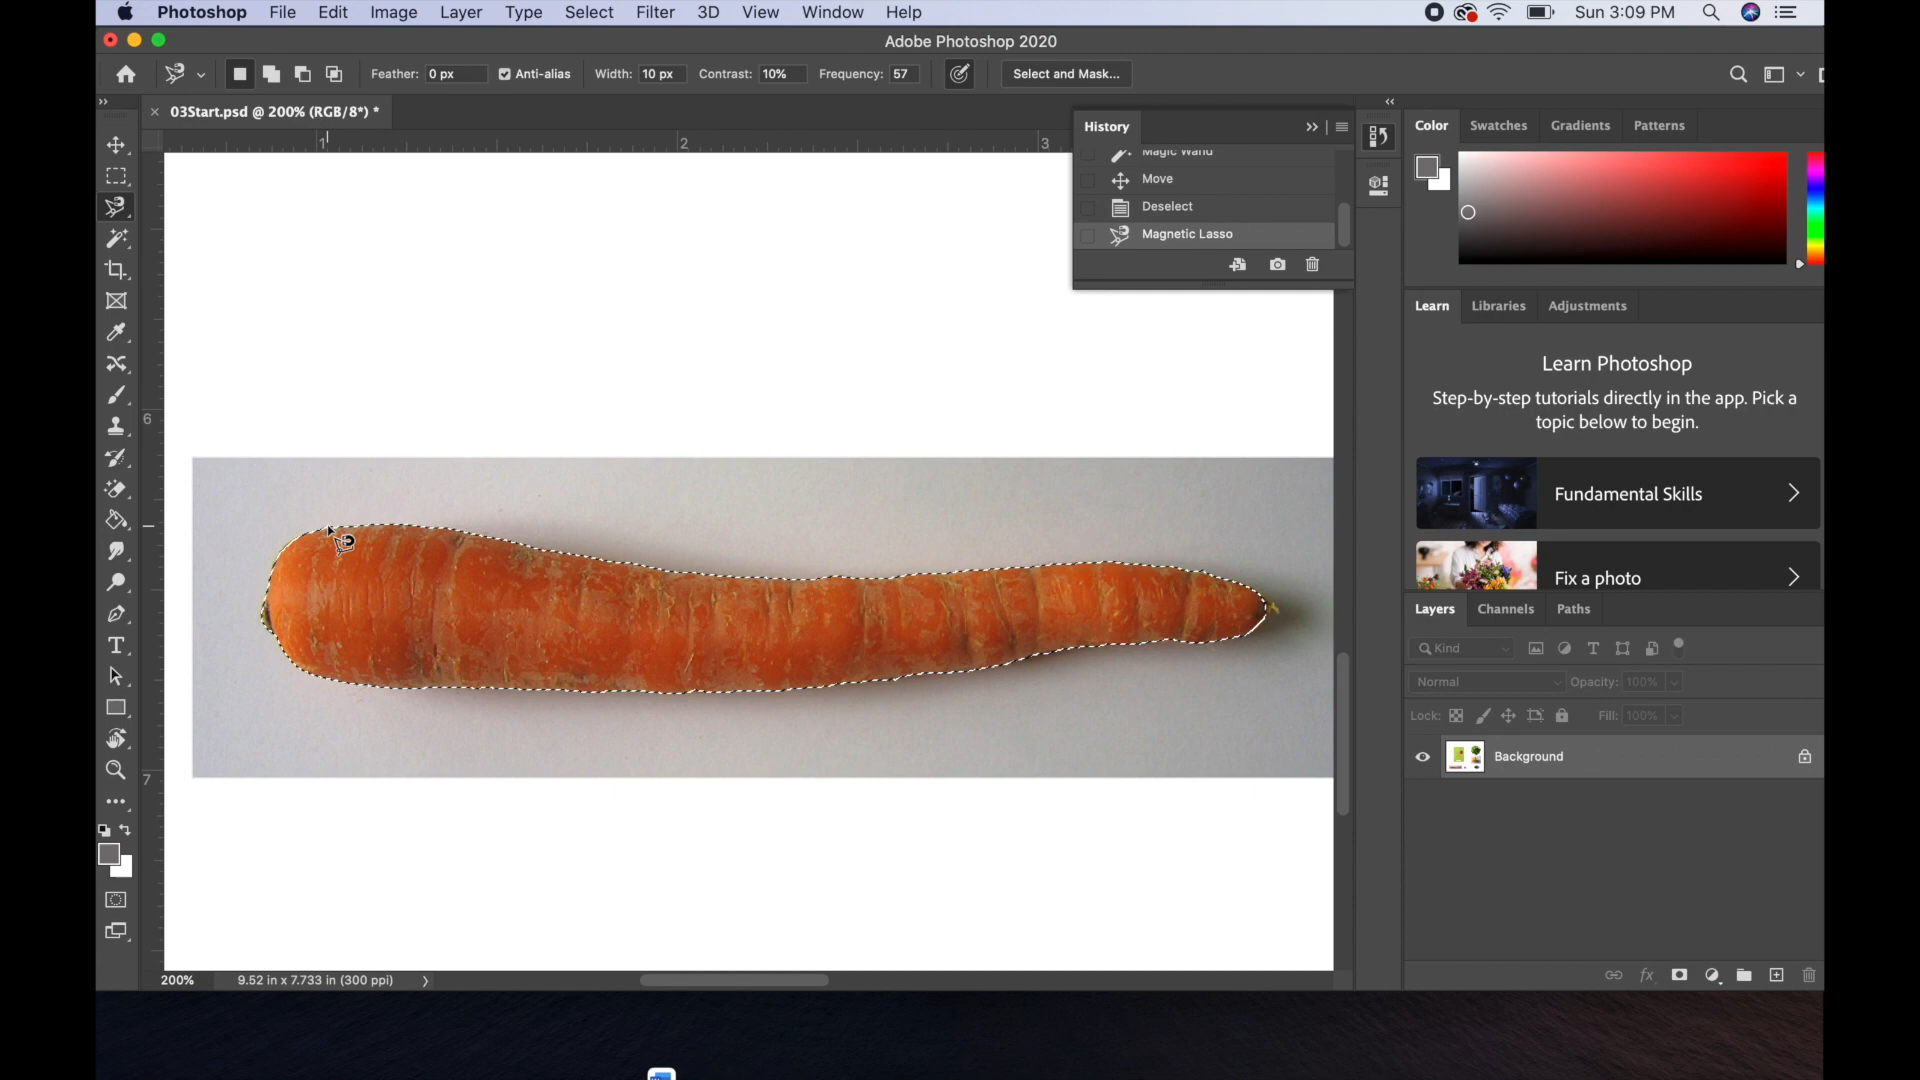 Photoshop File Edit Image Layer Type Select Filter 3D View Window Help Sun 3:09 PM
Adobe Photoshop 2020
Feather: 0 px Anti-alias Width: 10 px Contrast: 10% Frequency: 57 Select and Mask...
03Start.psd @ 200% (RGB/8*) *
1 2 3
6
7
History
Magic Wand
Move
Deselect
Magnetic Lasso
Color Swatches Gradients Patterns
Learn Libraries Adjustments
Learn Photoshop
Step-by-step tutorials directly in the app. Pick a
topic below to begin.
Fundamental Skills
Fix a photo
Layers Channels Paths
Kind
Normal Opacity: 100%
Lock: Fill: 100%
Background
fx
200% 9.52 in x 7.733 in (300 ppi)